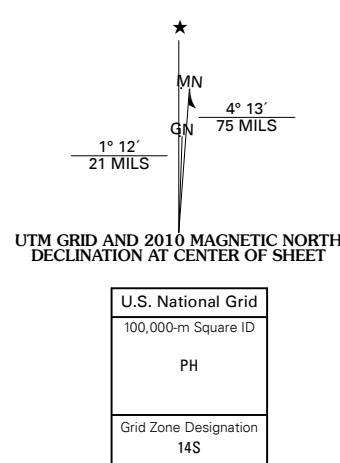 ★
MN
4° 13´
75 MILS
GN
1° 12´
21 MILS
UTM GRID AND 2010 MAGNETIC NORTH
DECLINATION AT CENTER OF SHEET
U.S. National Grid
100,000-m Square ID
PH
Grid Zone Designation
14S